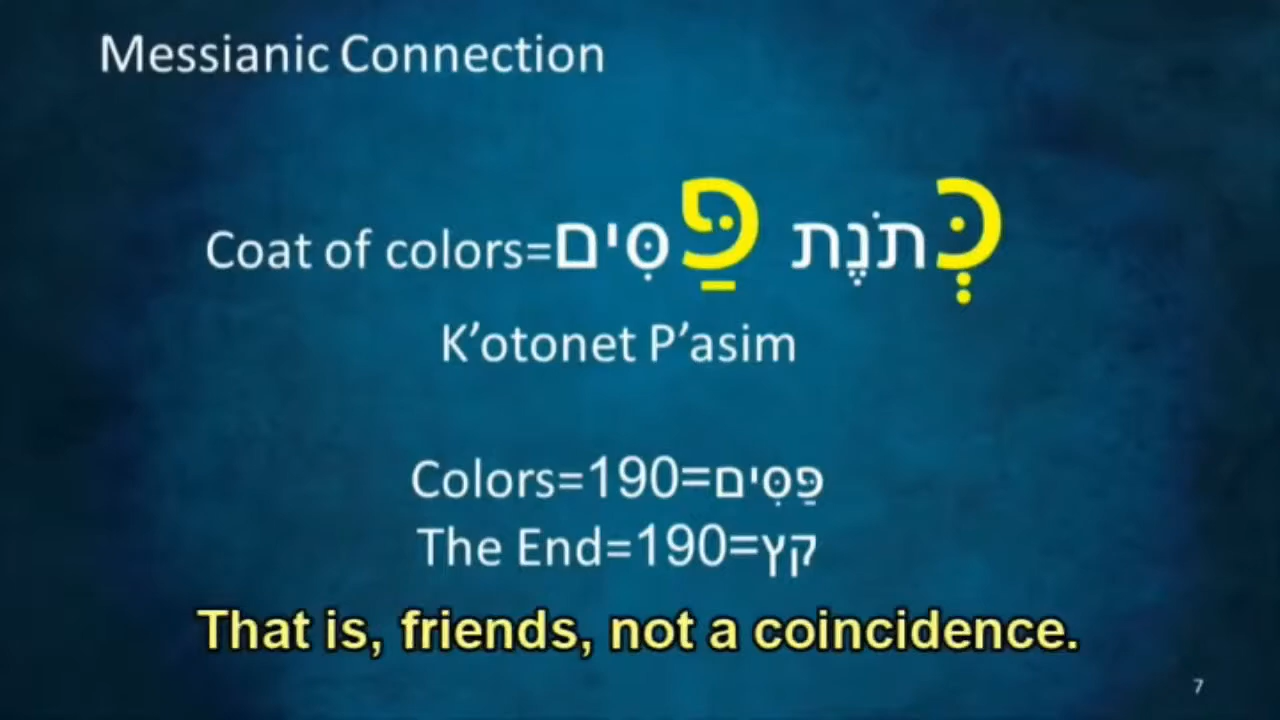 Messianic Connection
Coat of colors=כְּתֹנֶת פַּסִּים
K’otonet P’asim
Colors=190=פַסִּים
The End=190=קץ
That is, friends, not a coincidence.
7